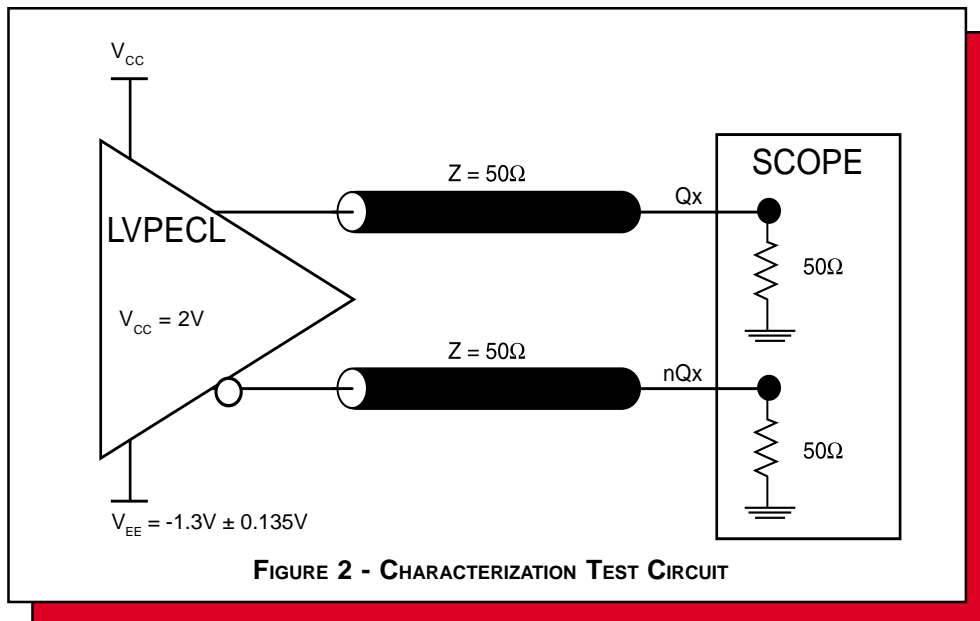 V_CC
Z = 50Ω
SCOPE
Qx
LVPECL
50Ω
V_CC = 2V
Z = 50Ω
nQx
50Ω
V_EE = -1.3V ± 0.135V
FIGURE 2 - CHARACTERIZATION TEST CIRCUIT